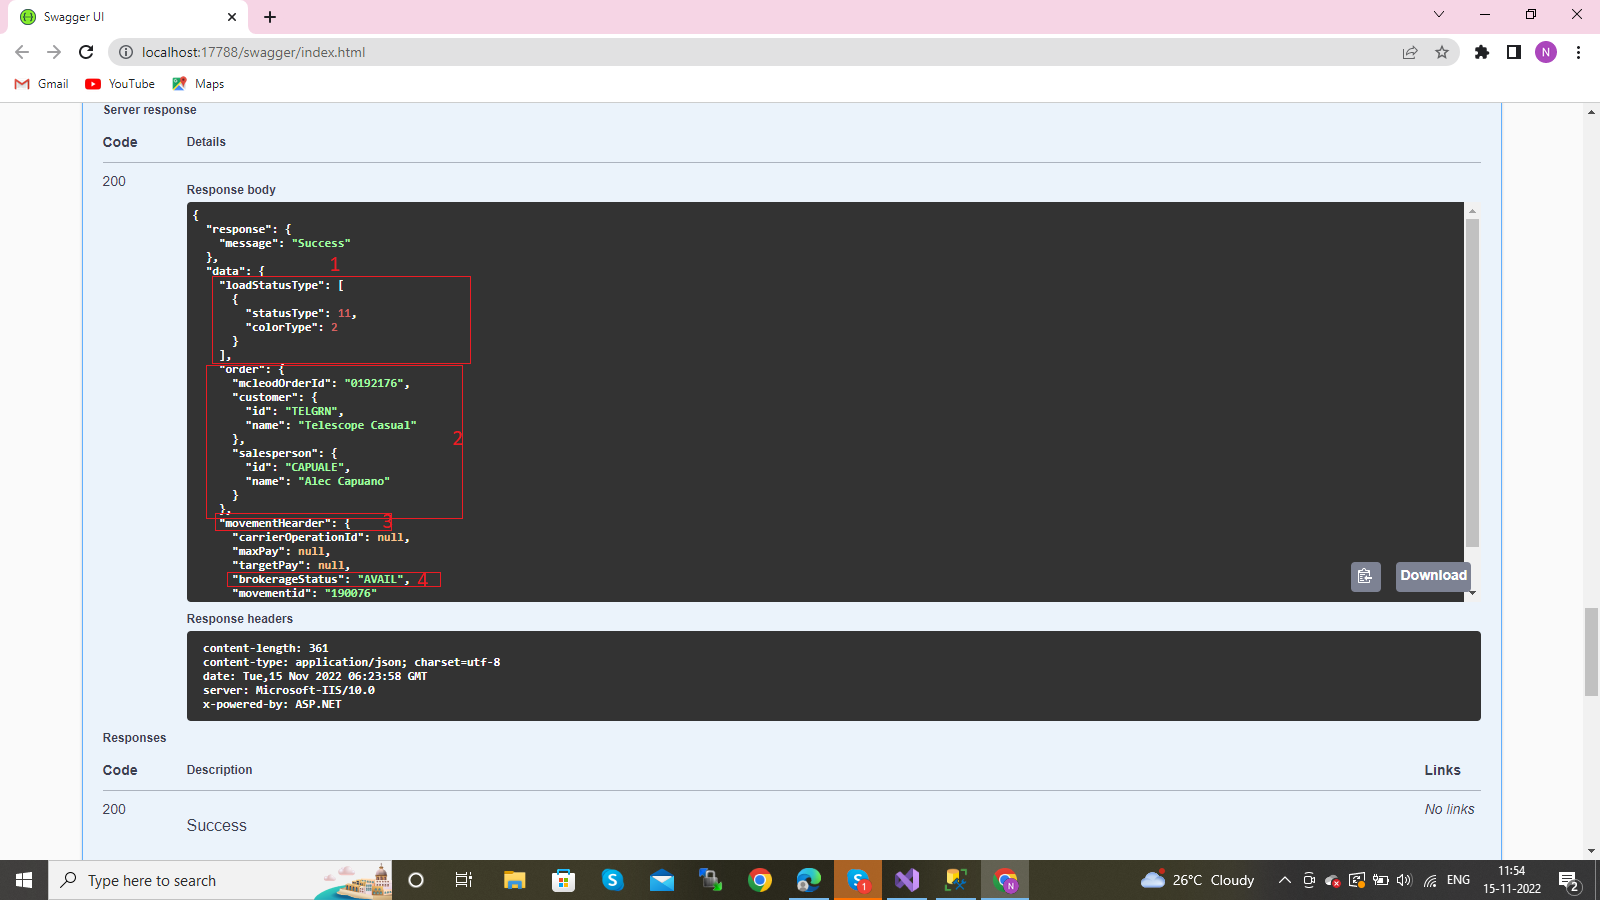 Swagger UI
localhost:17788/swagger/index.html
N
Gmail
YouTube
Maps
Server response
Code Details
200
Response body
{
"response": {
"message": "Success"
},
"data": {
1
"loadStatusType": [
{
"statusType": 11,
"colorType": 2
}
],
"order": {
"mcleodOrderId": "0192176",
"customer": {
"id": "TELGRN",
"name": "Telescope Casual"
},
2
"salesperson": {
"id": "CAPUALE",
"name": "Alec Capuano"
}
},
"movementHearder": {
3
"carrierOperationId": null,
"maxPay": null,
"targetPay": null,
"brokerageStatus": "AVAIL",
4
"movementid": "190076"
Download
Response headers
content-length: 361
content-type: application/json; charset=utf-8
date: Tue,15 Nov 2022 06:23:58 GMT
server: Microsoft-IIS/10.0
x-powered-by: ASP.NET
Responses
Code Description Links
200 No links
Success
Type here to search
1
N
26°C Cloudy
ENG
11:54
15-11-2022
2